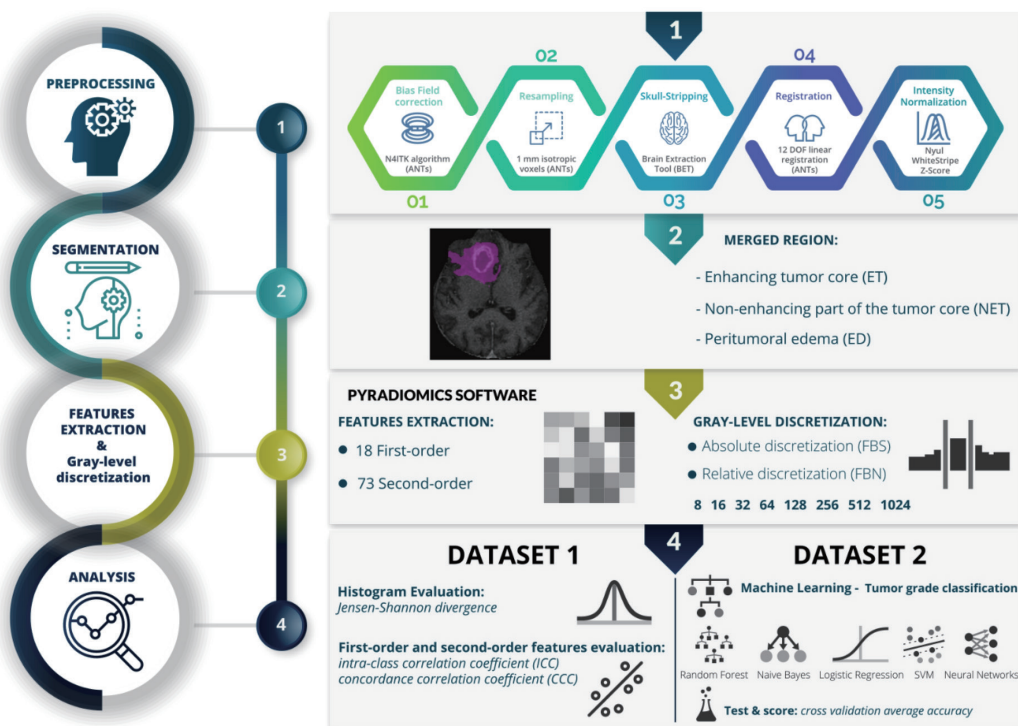 PREPROCESSING
1
SEGMENTATION
2
FEATURES
EXTRACTION
&
Gray-level
discretization
3
ANALYSIS
4
1
Bias Field
correction
N4ITK algorithm
(ANTs)
01
02
Resampling
1 mm isotropic
voxels (ANTs)
Skull-Stripping
Brain Extraction
Tool (BET)
03
04
Registration
12 DOF linear
registration
(ANTs)
Intensity
Normalization
Nyul
WhiteStripe
Z-Score
05
2
MERGED REGION:
- Enhancing tumor core (ET)
- Non-enhancing part of the tumor core (NET)
- Peritumoral edema (ED)
3
PYRADIOMICS SOFTWARE
FEATURES EXTRACTION:
● 18 First-order
● 73 Second-order
GRAY-LEVEL DISCRETIZATION:
● Absolute discretization (FBS)
● Relative discretization (FBN)
8 16 32 64 128 256 512 1024
4
DATASET 1
Histogram Evaluation:
Jensen-Shannon divergence
First-order and second-order features evaluation:
intra-class correlation coefficient (ICC)
concordance correlation coefficient (CCC)
DATASET 2
Machine Learning - Tumor grade classification
Random Forest Naive Bayes Logistic Regression SVM Neural Networks
Test & score: cross validation average accuracy